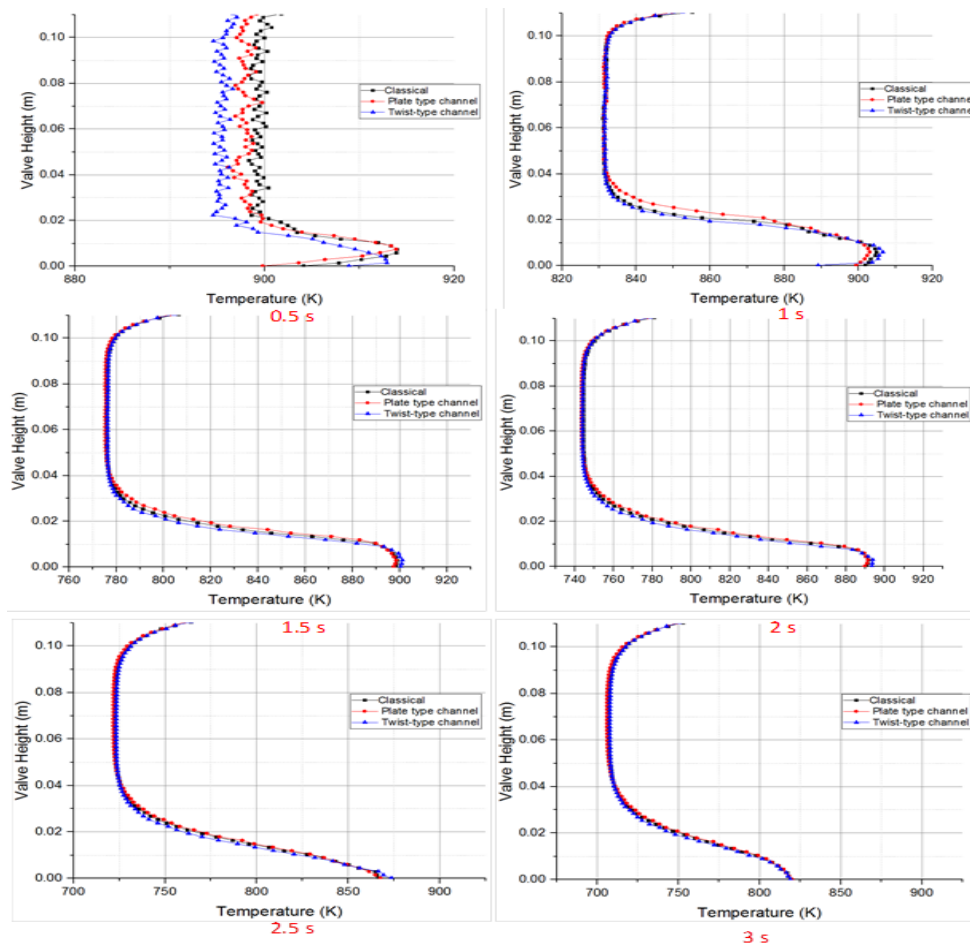 0.10
0.08
0.06
0.04
0.02
0.00
Valve Height (m)
Classical
Plate type channel
Twist-type channel
880 900 920
Temperature (K)
0.5 s
0.10
0.08
0.06
0.04
0.02
0.00
Valve Height (m)
Classical
Plate type channel
Twist-type channel
820 840 860 880 900 920
Temperature (K)
1 s
0.10
0.08
0.06
0.04
0.02
0.00
Valve Height (m)
Classical
Plate type channel
Twist-type channel
760 780 800 820 840 860 880 900 920
Temperature (K)
1.5 s
0.10
0.08
0.06
0.04
0.02
0.00
Valve Height (m)
Classical
Plate type channel
Twist-type channel
740 760 780 800 820 840 860 880 900 920
Temperature (K)
2 s
0.10
0.08
0.06
0.04
0.02
0.00
Valve Height (m)
Classical
Plate type channel
Twist-type channel
700 750 800 850 900
Temperature (K)
2.5 s
0.10
0.08
0.06
0.04
0.02
0.00
Valve Height (m)
Classical
Plate type channel
Twist-type channel
700 750 800 850 900
Temperature (K)
3 s